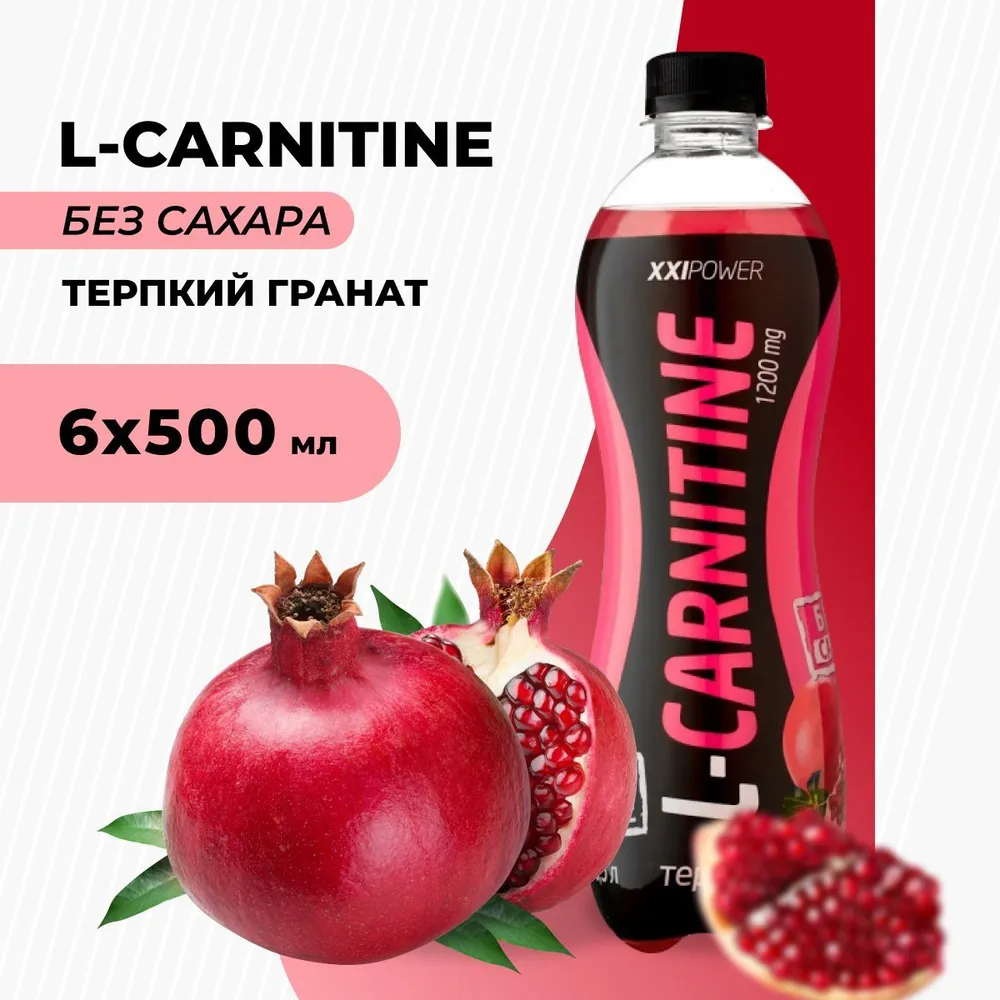 L-CARNITINE
БЕЗ САХАРА
ТЕРПКИЙ ГРАНАТ
6x500 мл
XXIPOWER
L-CARNITINE
1200 mg